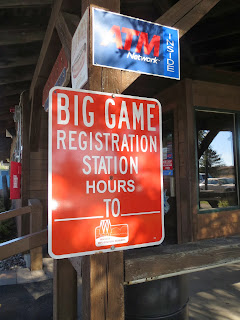 ATM
Network
INSIDE
BIG GAME
REGISTRATION
STATION
HOURS
TO
W